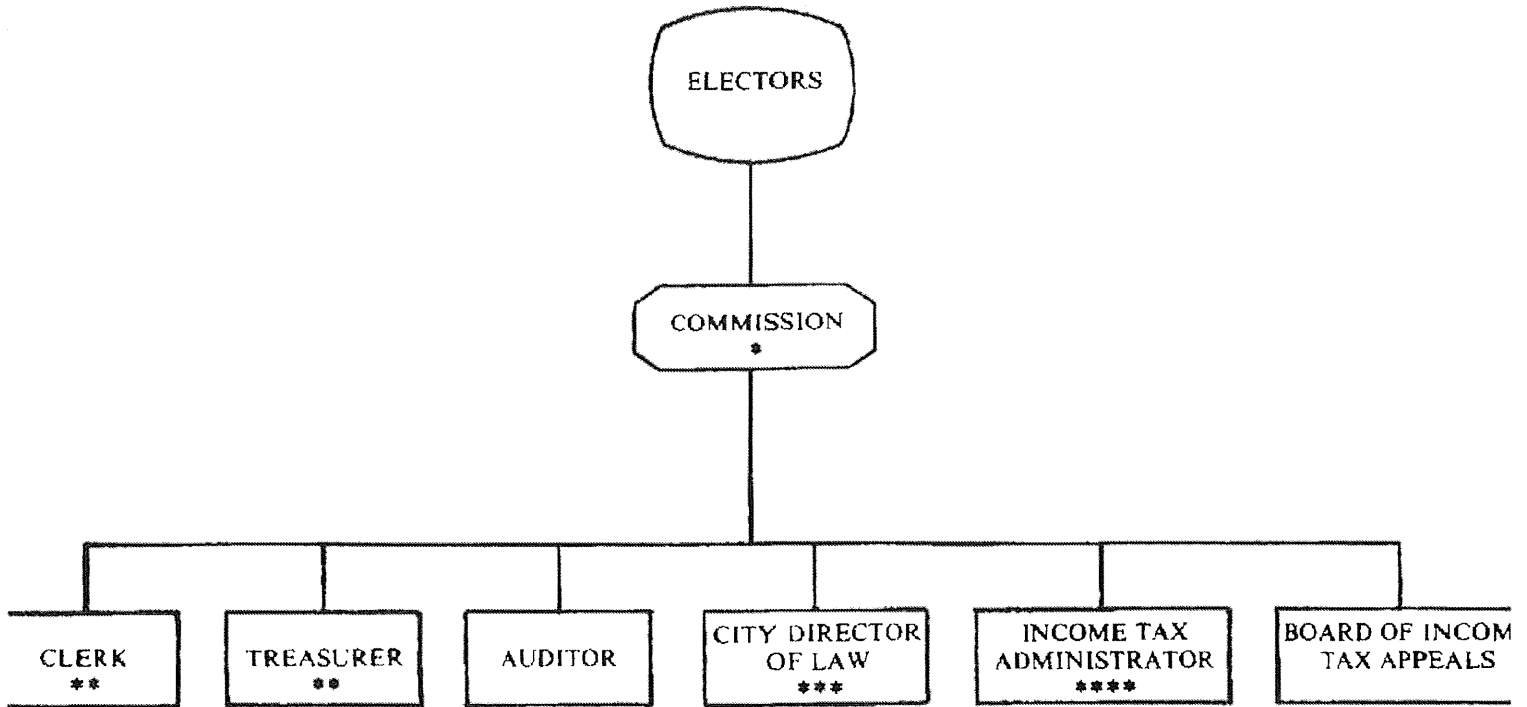 ELECTORS
COMMISSION
*
CLERK
**
TREASURER
**
AUDITOR
CITY DIRECTOR
OF LAW
***
INCOME TAX
ADMINISTRATOR
****
BOARD OF INCOM
TAX APPEALS